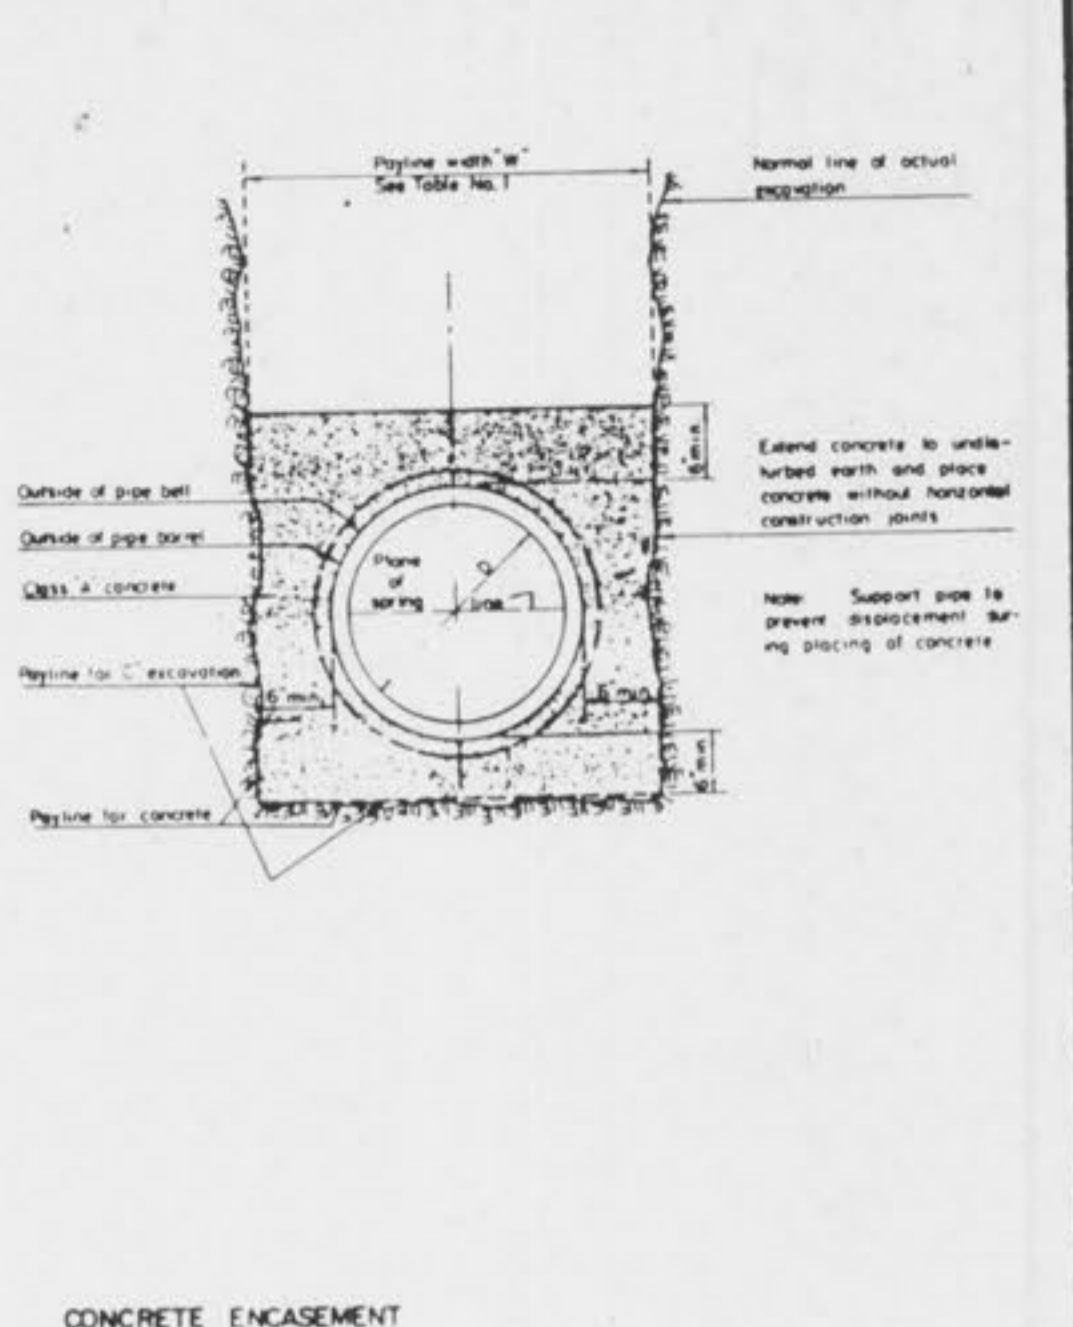 Payline width "W"
See Table No. 1
Normal line of actual
excavation
6" min
Extend concrete to undis-
turbed earth and place
concrete without horizontal
construction joints
Outside of pipe bell
Outside of pipe barrel
Class "A" concrete
Plane
of
spring line
D
Note: Support pipe to
prevent displacement dur-
ing placing of concrete
Payline for "C" excavation
6" min
6" min
6" min
Payline for concrete
CONCRETE ENCASEMENT